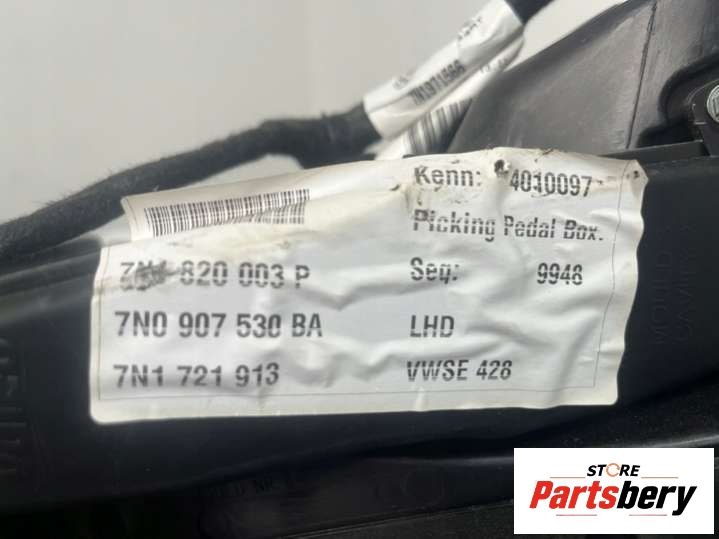 Kenn: 4010097
Picking Pedal Box.
820 003 P Seq: 9948
7N0 907 530 BA LHD
7N1 721 913 VWSE 428
STORE
Partsbery